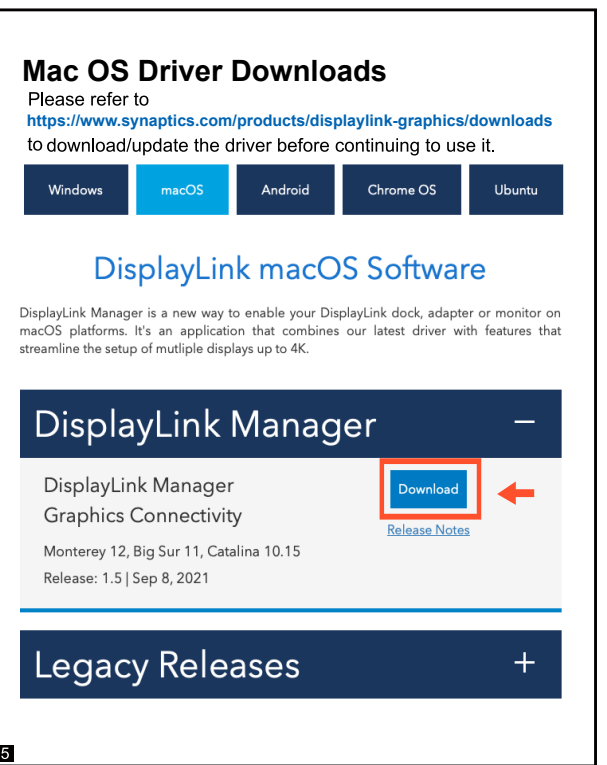 Mac OS Driver Downloads
Please refer to
https://www.synaptics.com/products/displaylink-graphics/downloads
to download/update the driver before continuing to use it.
Windows macOS Android Chrome OS Ubuntu
DisplayLink macOS Software
DisplayLink Manager is a new way to enable your DisplayLink dock, adapter or monitor on
macOS platforms. It's an application that combines our latest driver with features that
streamline the setup of mutliple displays up to 4K.
DisplayLink Manager −
DisplayLink Manager
Graphics Connectivity
Download
Release Notes
Monterey 12, Big Sur 11, Catalina 10.15
Release: 1.5 | Sep 8, 2021
Legacy Releases +
5